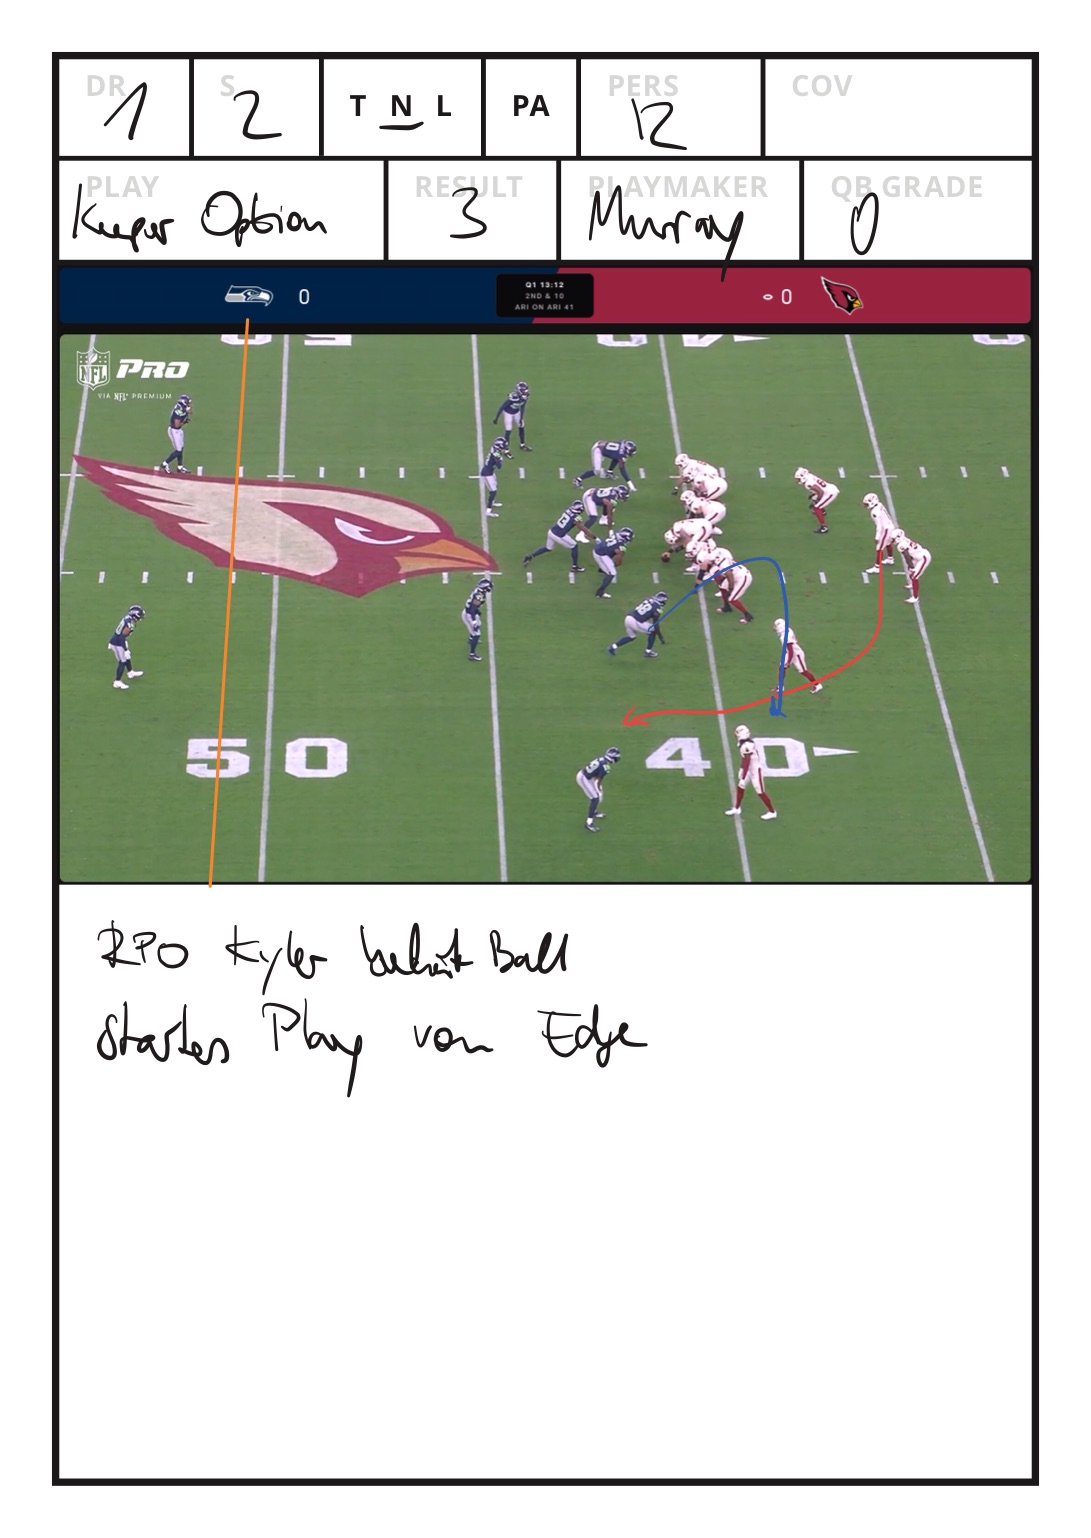 DR 1 S 2 T N L PA PERS 12 COV
PLAY Keeper Option RESULT 3 PLAYMAKER Murray QB GRADE 0
0 Q1 13:12 0
2ND & 10
ARI ON ARI 41
NFL PRO
VIA NFL+ PREMIUM
50 40
RPO Kyler behält Ball
starkes Play von Edge